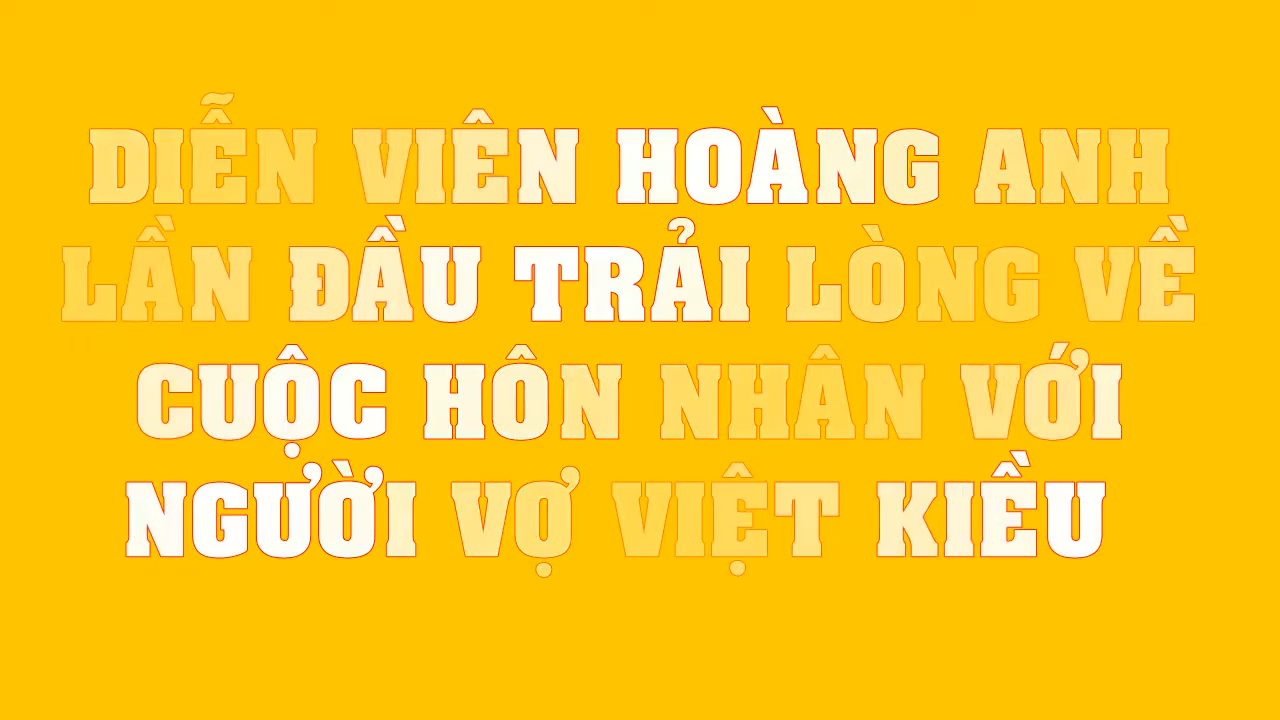 DIỄN VIÊN HOÀNG ANH
LẦN ĐẦU TRẢI LÒNG VỀ
CUỘC HÔN NHÂN VỚI
NGƯỜI VỢ VIỆT KIỀU